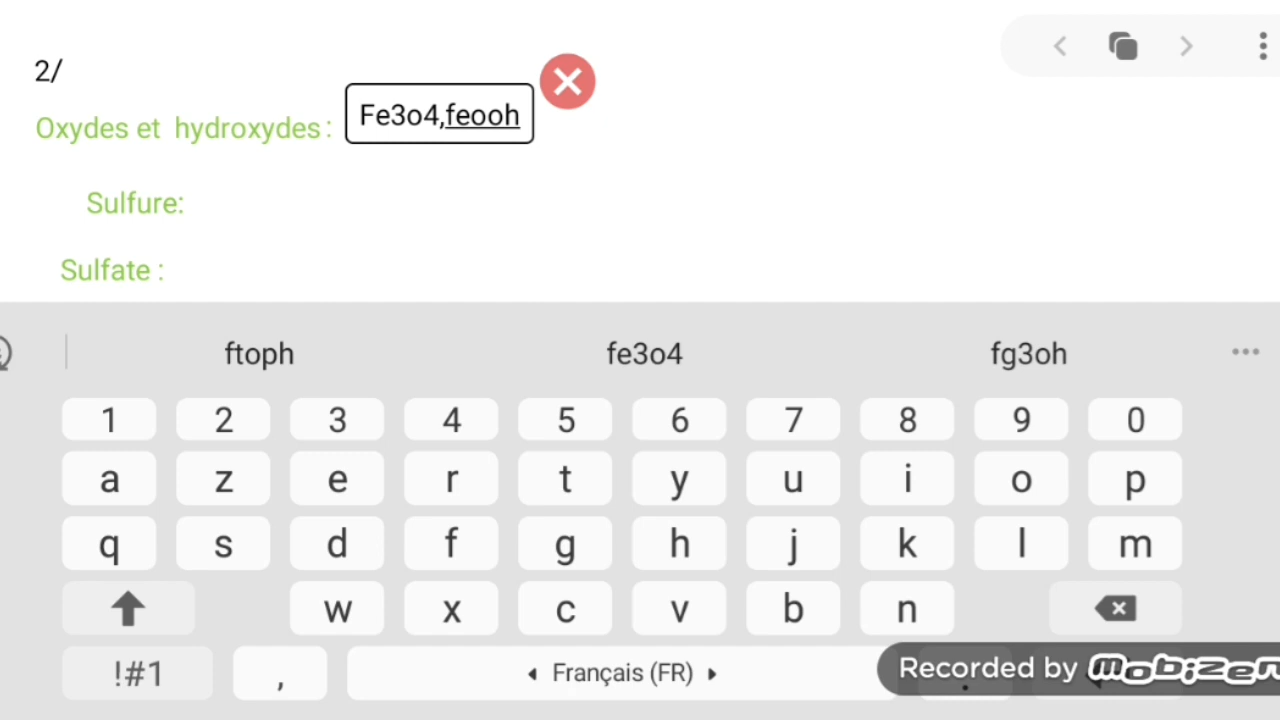 2/
Oxydes et hydroxydes: Fe3o4,feooh
Sulfure:
Sulfate :
ftoph fe3o4 fg3oh
1 2 3 4 5 6 7 8 9 0
a z e r t y u i o p
q s d f g h j k l m
w x c v b n
!#1 , Français (FR) .
Recorded by mobizen